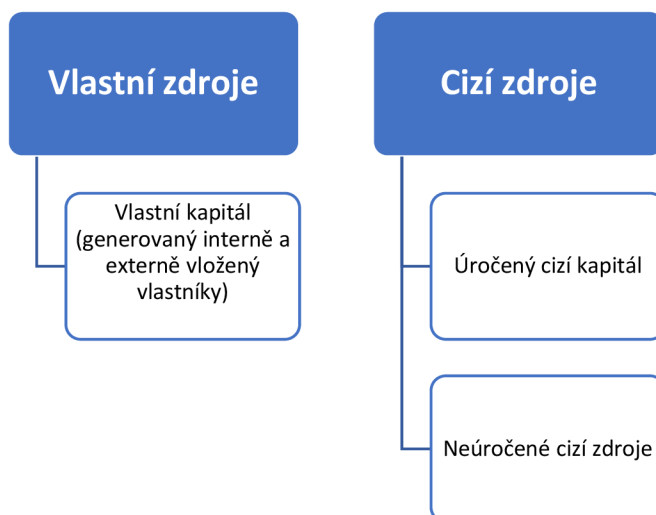 Vlastní zdroje
Vlastní kapitál
(generovaný interně a
externě vložený
vlastníky)
Cizí zdroje
Úročený cizí kapitál
Neúročené cizí zdroje